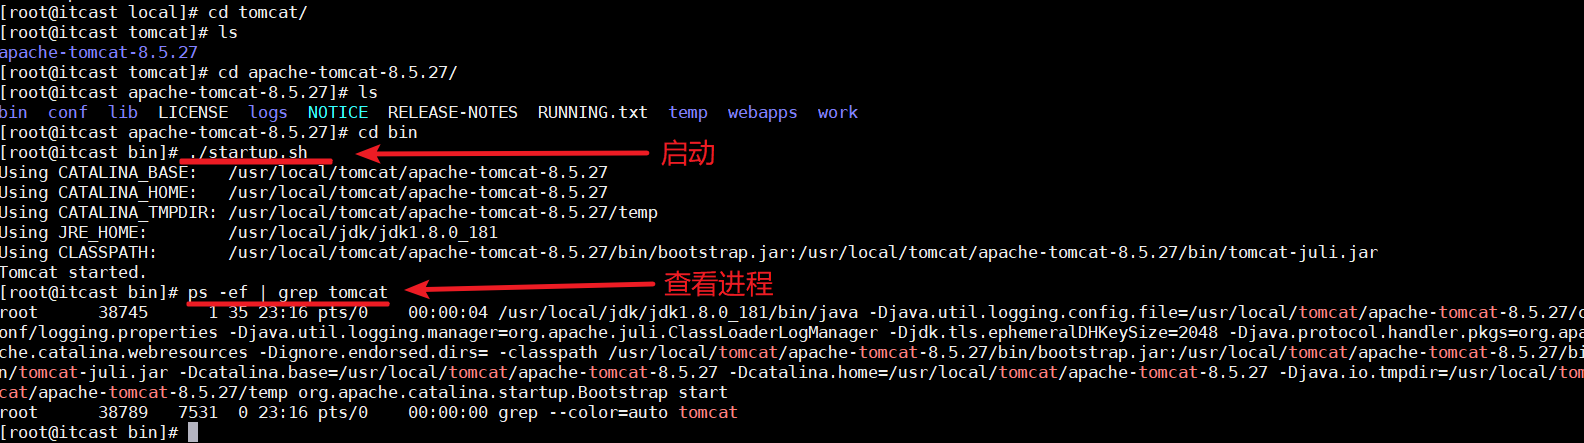 [root@itcast local]# cd tomcat/
[root@itcast tomcat]# ls
apache-tomcat-8.5.27
[root@itcast tomcat]# cd apache-tomcat-8.5.27/
[root@itcast apache-tomcat-8.5.27]# ls
bin  conf  lib  LICENSE  logs  NOTICE  RELEASE-NOTES  RUNNING.txt  temp  webapps  work
[root@itcast apache-tomcat-8.5.27]# cd bin
[root@itcast bin]# ./startup.sh 启动
Using CATALINA_BASE:   /usr/local/tomcat/apache-tomcat-8.5.27
Using CATALINA_HOME:   /usr/local/tomcat/apache-tomcat-8.5.27
Using CATALINA_TMPDIR: /usr/local/tomcat/apache-tomcat-8.5.27/temp
Using JRE_HOME:        /usr/local/jdk/jdk1.8.0_181
Using CLASSPATH:       /usr/local/tomcat/apache-tomcat-8.5.27/bin/bootstrap.jar:/usr/local/tomcat/apache-tomcat-8.5.27/bin/tomcat-juli.jar
Tomcat started.
[root@itcast bin]# ps -ef | grep tomcat 查看进程
root      38745      1 35 23:16 pts/0    00:00:04 /usr/local/jdk/jdk1.8.0_181/bin/java -Djava.util.logging.config.file=/usr/local/tomcat/apache-tomcat-8.5.27/c
onf/logging.properties -Djava.util.logging.manager=org.apache.juli.ClassLoaderLogManager -Djdk.tls.ephemeralDHKeySize=2048 -Djava.protocol.handler.pkgs=org.apa
che.catalina.webresources -Dignore.endorsed.dirs= -classpath /usr/local/tomcat/apache-tomcat-8.5.27/bin/bootstrap.jar:/usr/local/tomcat/apache-tomcat-8.5.27/bi
n/tomcat-juli.jar -Dcatalina.base=/usr/local/tomcat/apache-tomcat-8.5.27 -Dcatalina.home=/usr/local/tomcat/apache-tomcat-8.5.27 -Djava.io.tmpdir=/usr/local/tom
cat/apache-tomcat-8.5.27/temp org.apache.catalina.startup.Bootstrap start
root      38789   7531  0 23:16 pts/0    00:00:00 grep --color=auto tomcat
[root@itcast bin]#